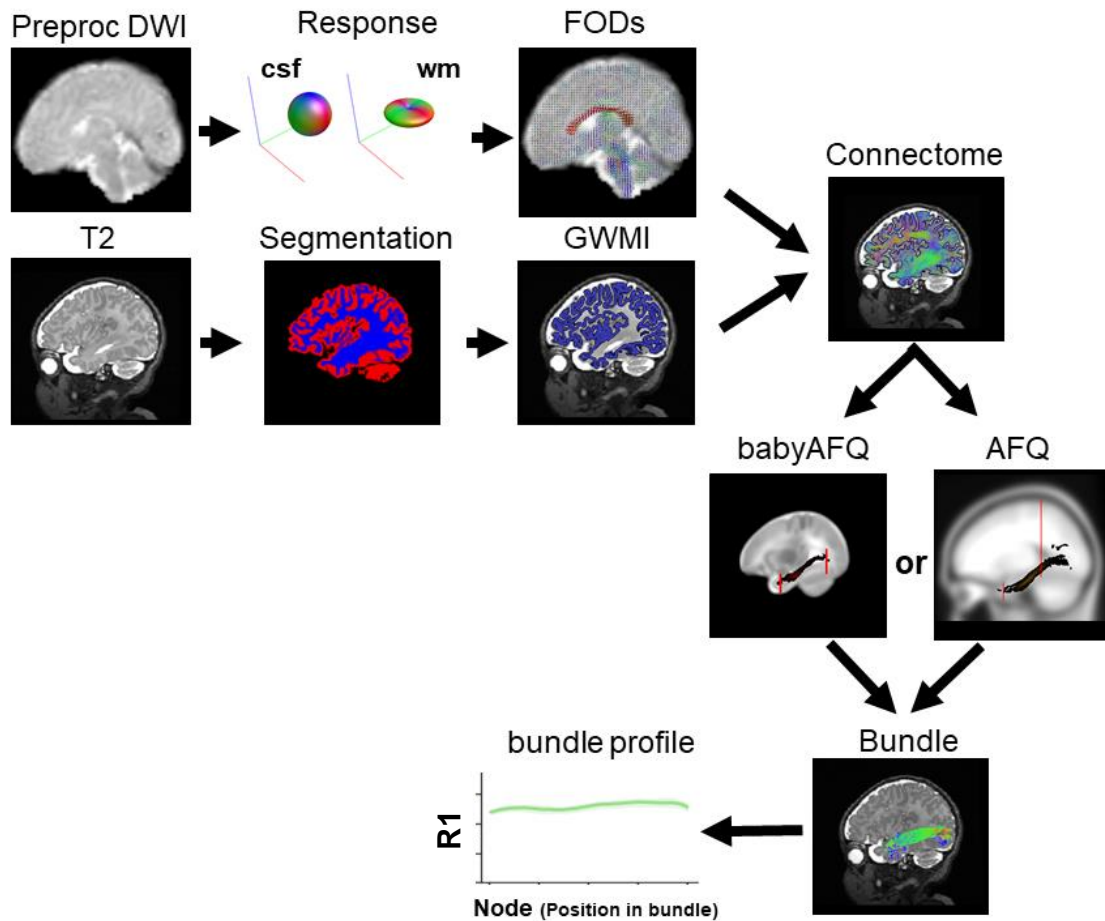 Preproc DWI
Response
FODs
csf
wm
Connectome
T2
Segmentation
GWMI
babyAFQ
AFQ
or
bundle profile
Bundle
R1
Node (Position in bundle)